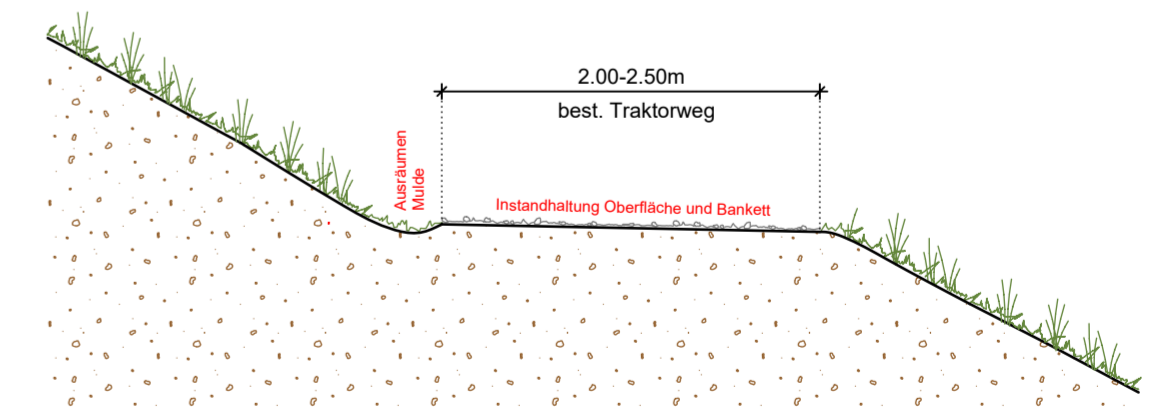 2.00-2.50m
best. Traktorweg
Ausräumen
Mulde
Instandhaltung Oberfläche und Bankett